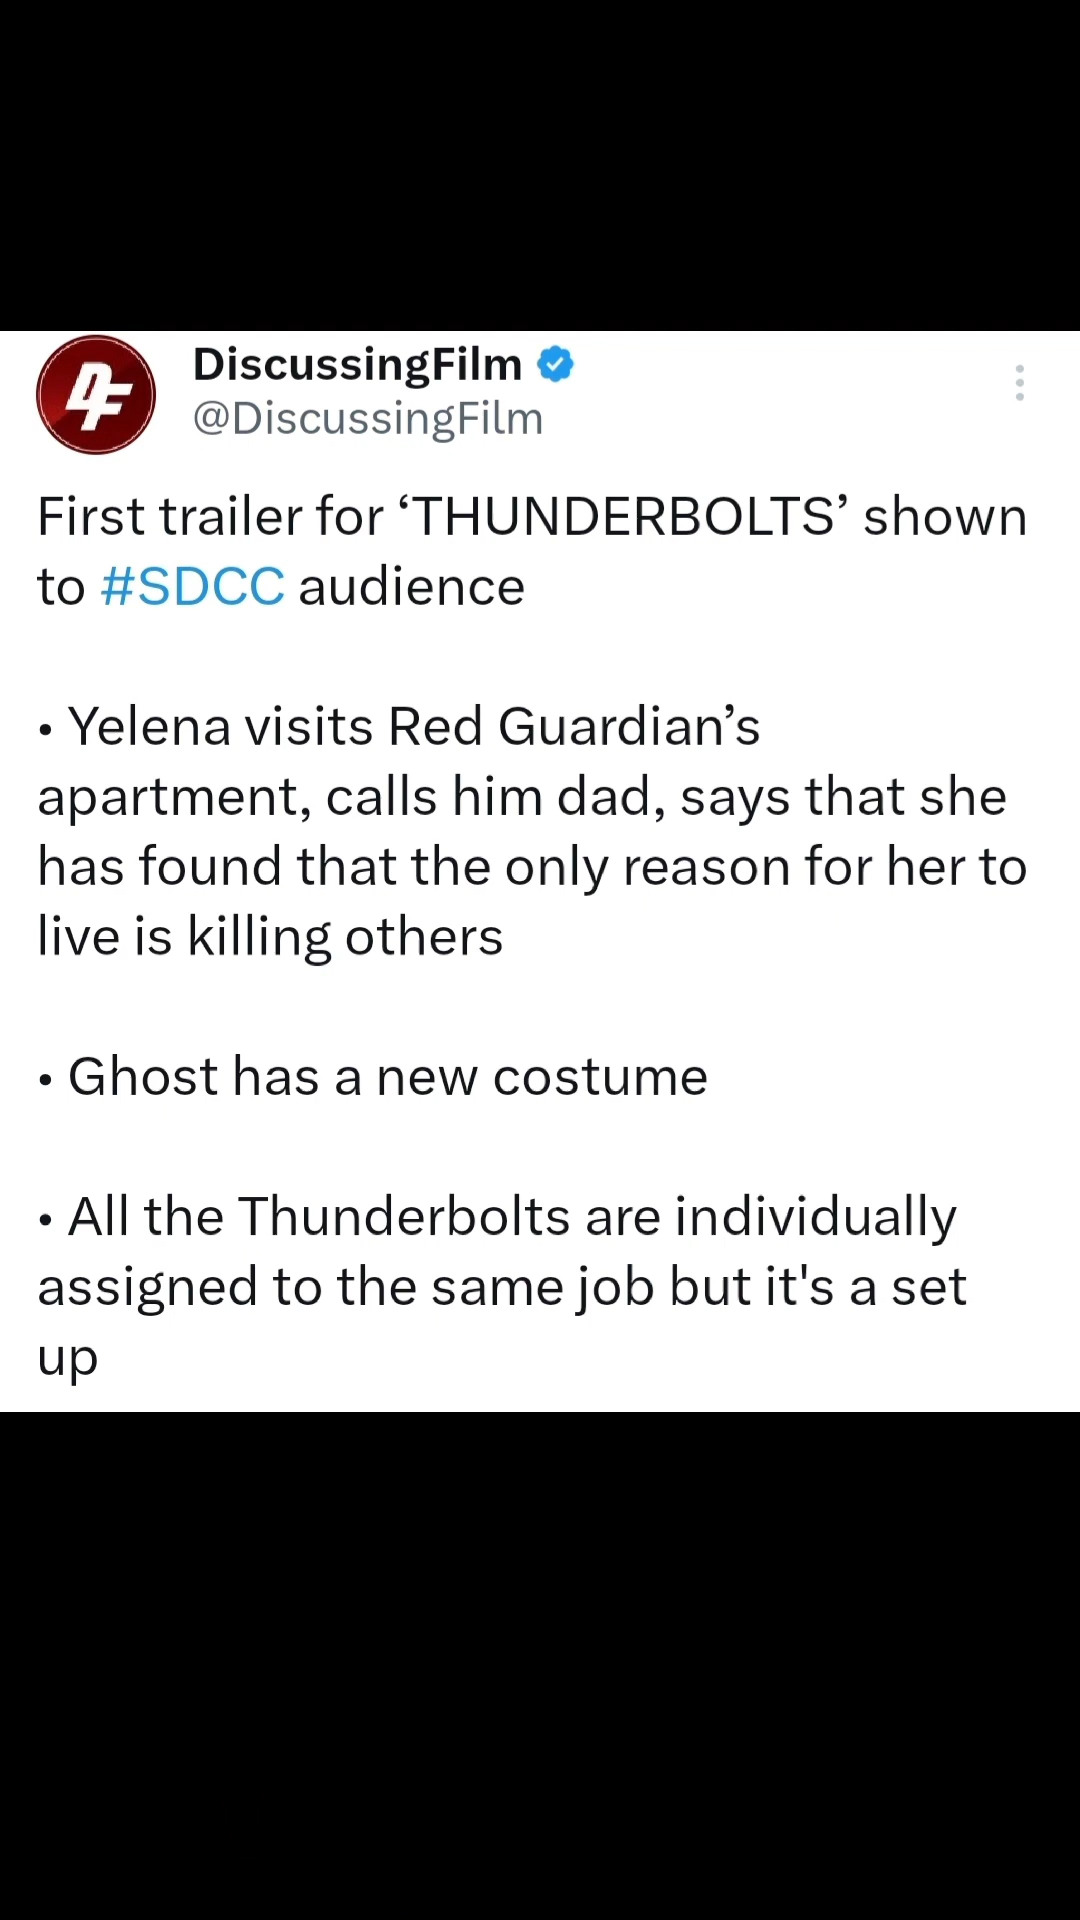 DiscussingFilm
@DiscussingFilm
First trailer for ‘THUNDERBOLTS’ shown
to #SDCC audience
• Yelena visits Red Guardian’s
apartment, calls him dad, says that she
has found that the only reason for her to
live is killing others
• Ghost has a new costume
• All the Thunderbolts are individually
assigned to the same job but it's a set
up